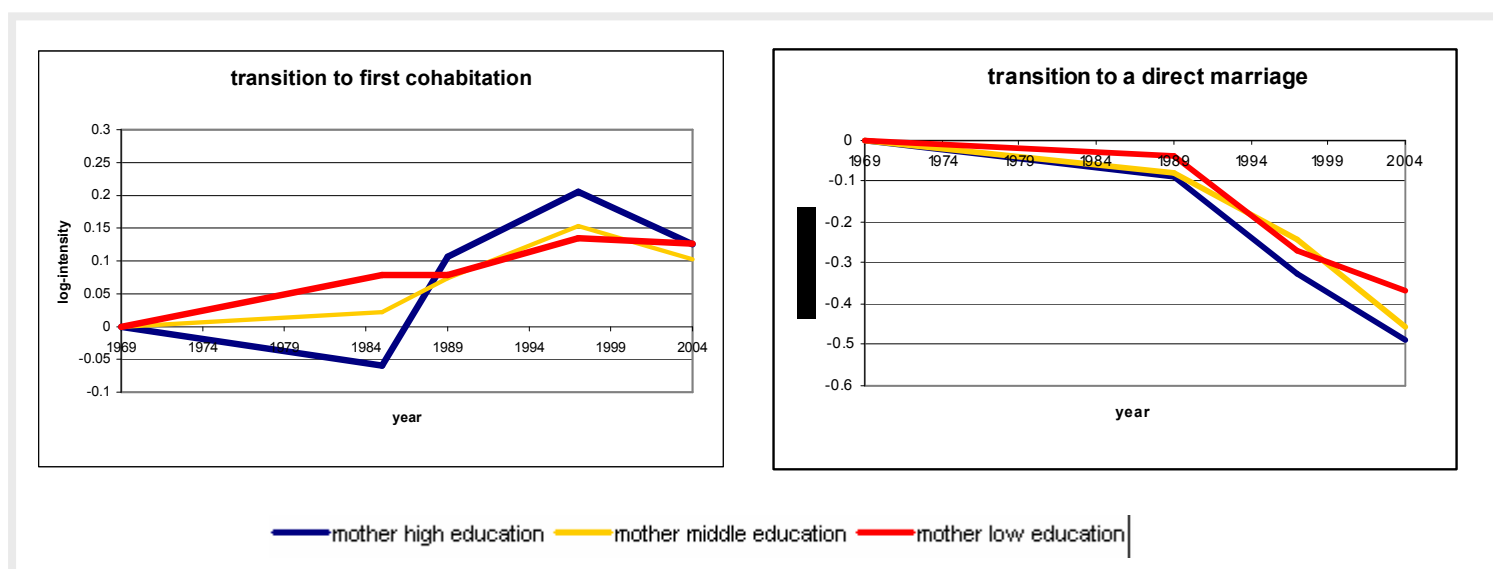 transition to first cohabitation
0.3
0.25
0.2
0.15
0.1
0.05
0
-0.05
-0.1
log-intensity
1969 1974 1979 1984 1989 1994 1999 2004
year
transition to a direct marriage
0
-0.1
-0.2
-0.3
-0.4
-0.5
-0.6
1969 1974 1979 1984 1989 1994 1999 2004
year
mother high education mother middle education mother low education